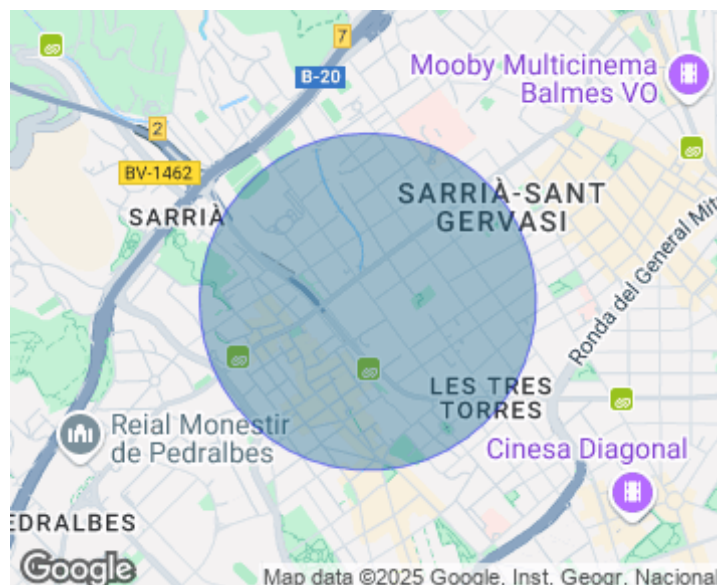 7
B-20
Mooby Multicinema
Balmes VO
2
BV-1462
SARRIÀ
SARRIÀ-SANT
GERVASI
Ronda del General Mit
LES TRES
TORRES
Reial Monestir
de Pedralbes
Cinesa Diagonal
EDRALBES
Google
Map data ©2025 Google, Inst. Geogr. Nacional